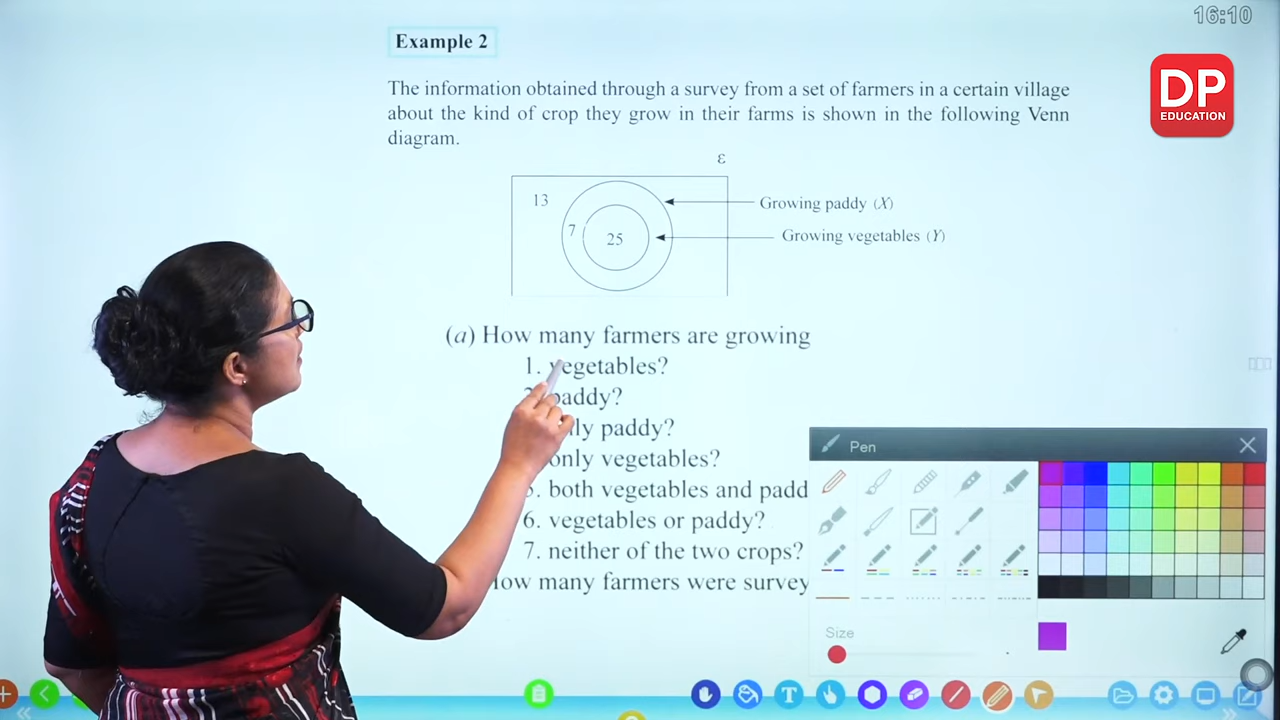 16:10
Example 2
DP
EDUCATION
The information obtained through a survey from a set of farmers in a certain village
about the kind of crop they grow in their farms is shown in the following Venn
diagram.
ε
13
Growing paddy (X)
7
25
Growing vegetables (Y)
(a) How many farmers are growing
1. vegetables?
paddy?
paddy?
only vegetables?
both vegetables and
6. vegetables or paddy?
7. neither of the two crops?
How many farmers were
Pen
Size